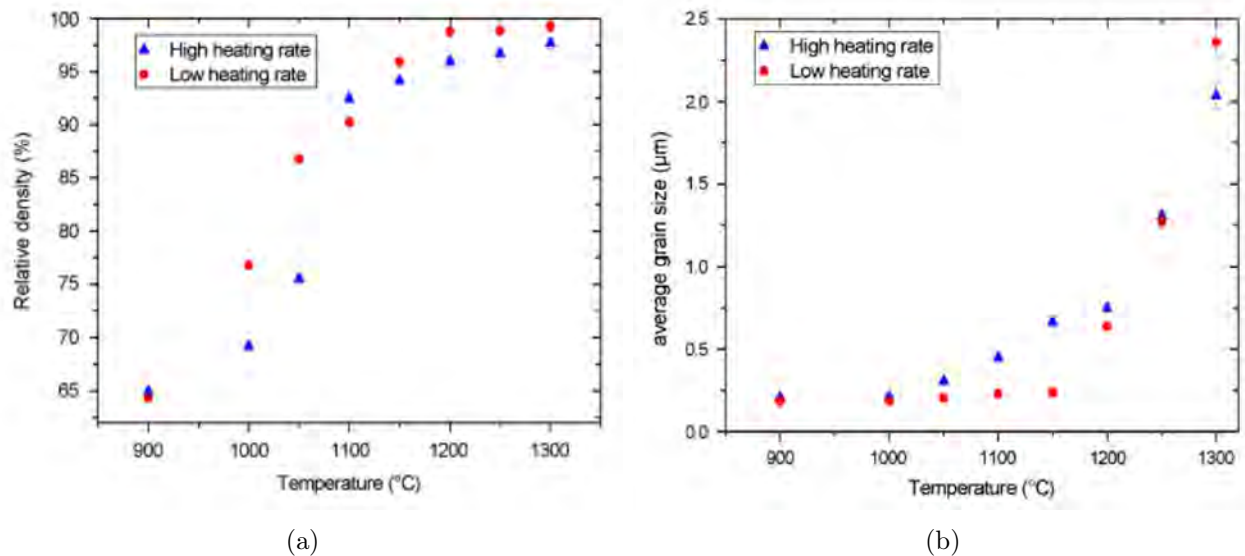 100
95
90
85
80
75
70
65
Relative density (%)
High heating rate
Low heating rate
900 1000 1100 1200 1300
Temperature (°C)
(a)
2.5
2.0
1.5
1.0
0.5
0.0
average grain size (µm)
High heating rate
Low heating rate
900 1000 1100 1200 1300
Temperature (°C)
(b)